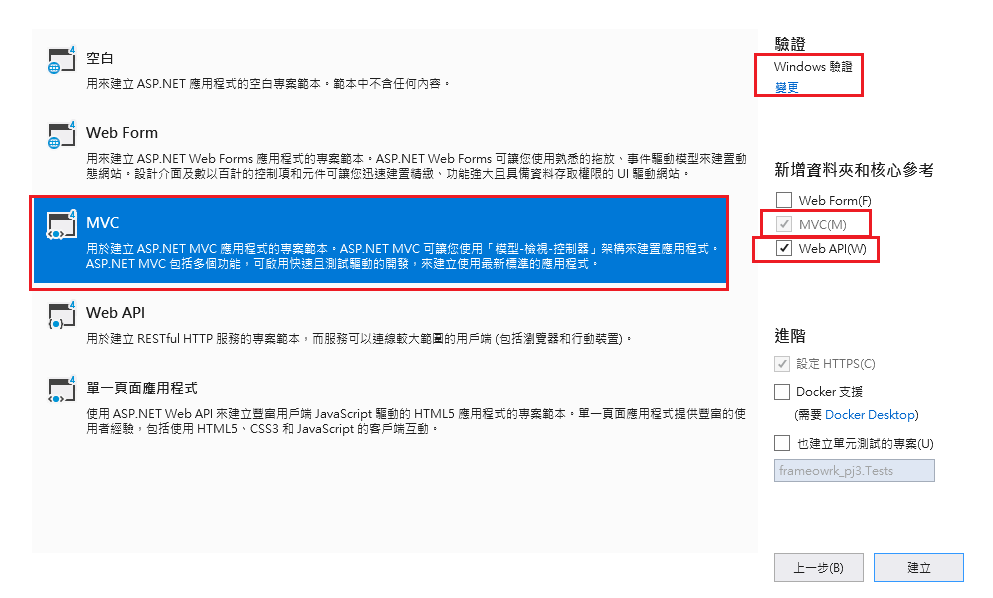 空白
用來建立 ASP.NET 應用程式的空白專案範本。範本中不含任何內容。
Web Form
用來建立 ASP.NET Web Forms 應用程式的專案範本。ASP.NET Web Forms 可讓您使用熟悉的拖放、事件驅動模型來建置動
態網站。設計介面及數以百計的控制項和元件可讓您迅速建置精緻、功能強大且具備資料存取權限的 UI 驅動網站。
MVC
用於建立 ASP.NET MVC 應用程式的專案範本。ASP.NET MVC 可讓您使用「模型-檢視-控制器」架構來建置應用程式。
ASP.NET MVC 包括多個功能，可啟用快速且測試驅動的開發，來建立使用最新標準的應用程式。
Web API
用於建立 RESTful HTTP 服務的專案範本，而服務可以連線較大範圍的用戶端 (包括瀏覽器和行動裝置)。
單一頁面應用程式
使用 ASP.NET Web API 來建立豐富用戶端 JavaScript 驅動的 HTML5 應用程式的專案範本。單一頁面應用程式提供豐富的使
用者經驗，包括使用 HTML5、CSS3 和 JavaScript 的客戶端互動。
驗證
Windows 驗證
變更
新增資料夾和核心參考
Web Form(F)
MVC(M)
Web API(W)
進階
設定 HTTPS(C)
Docker 支援
(需要 Docker Desktop)
也建立單元測試的專案(U)
frameowrk_pj3.Tests
上一步(B)
建立